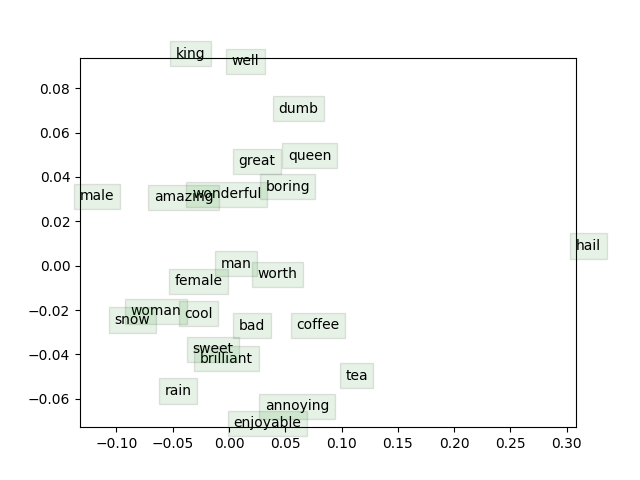 king
well
0.08
dumb
0.06
great
queen
0.04
male
amazing
wonderful
boring
0.02
hail
0.00
man
female
worth
−0.02
snow
woman
cool
bad
coffee
−0.04
sweet
brilliant
tea
rain
−0.06
annoying
enjoyable
−0.10 −0.05 0.00 0.05 0.10 0.15 0.20 0.25 0.30